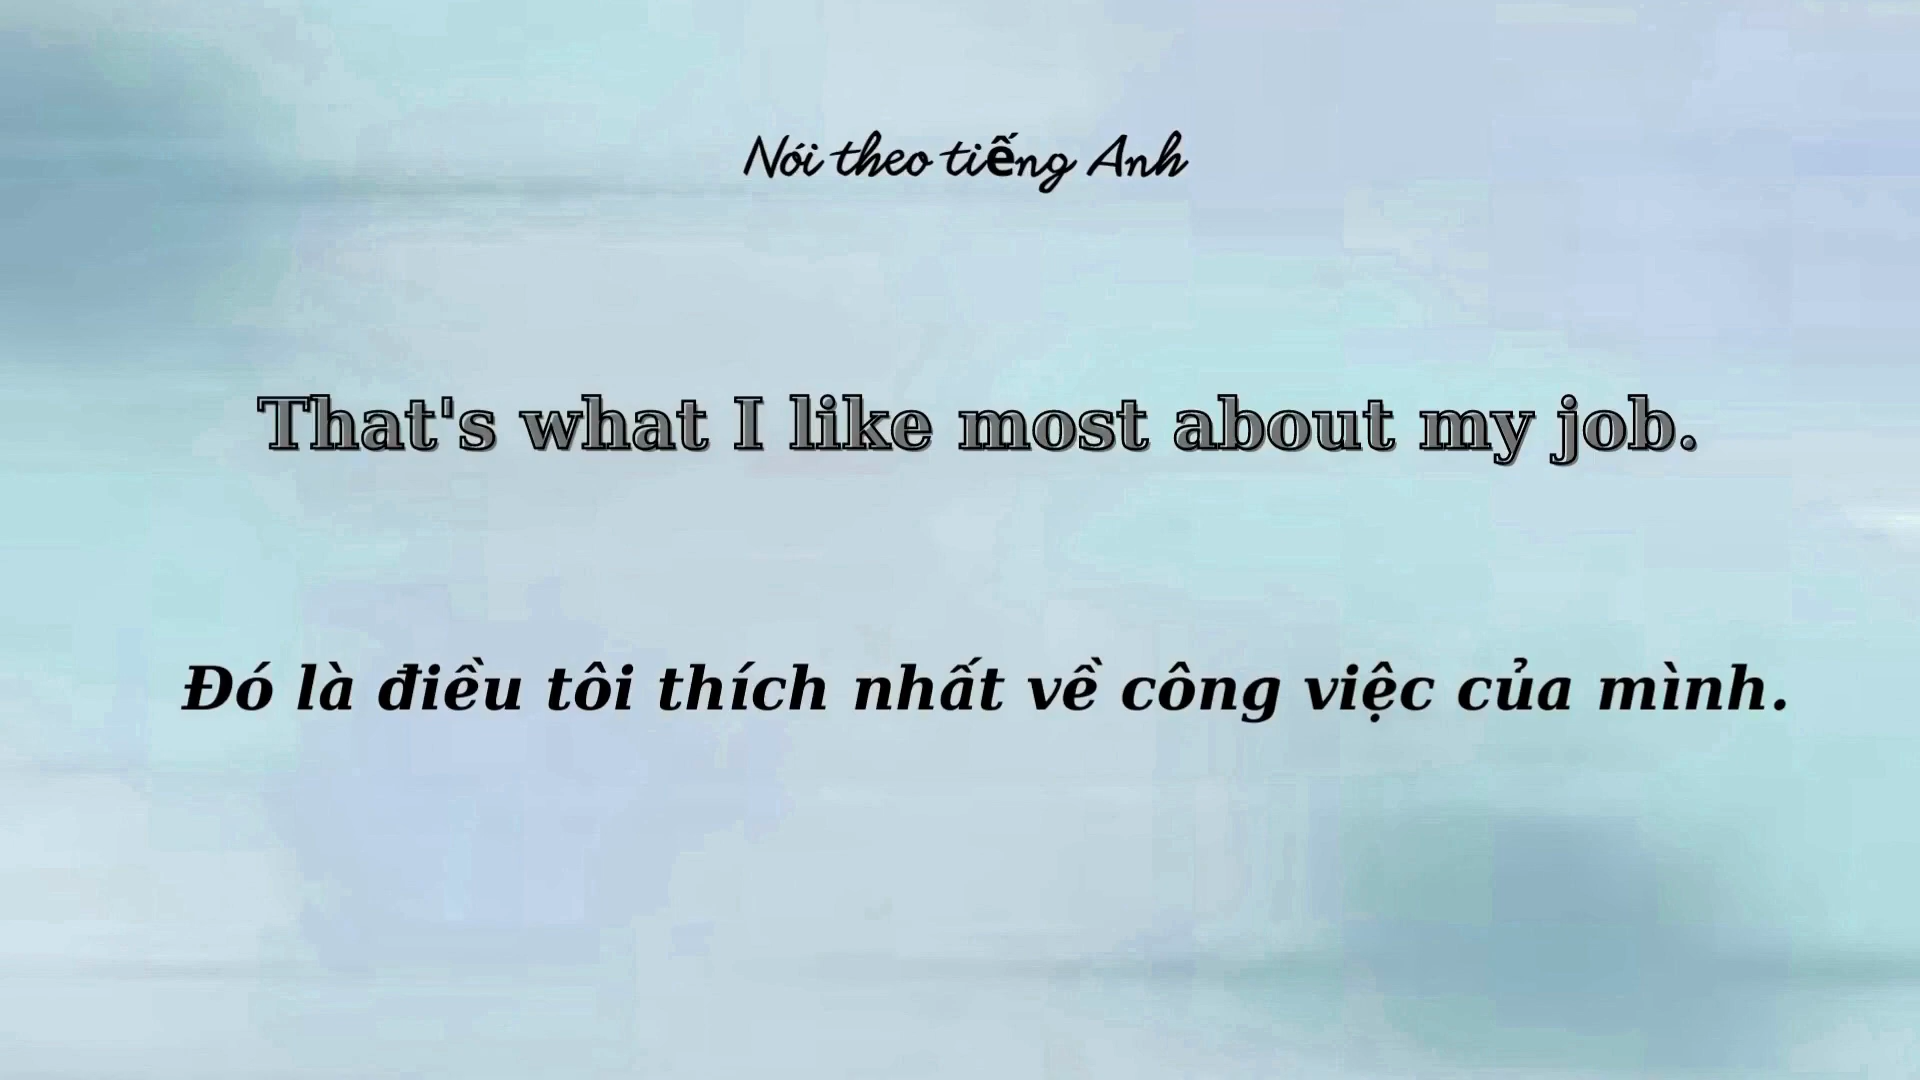 Nói theo tiếng Anh
That's what I like most about my job.
Đó là điều tôi thích nhất về công việc của mình.